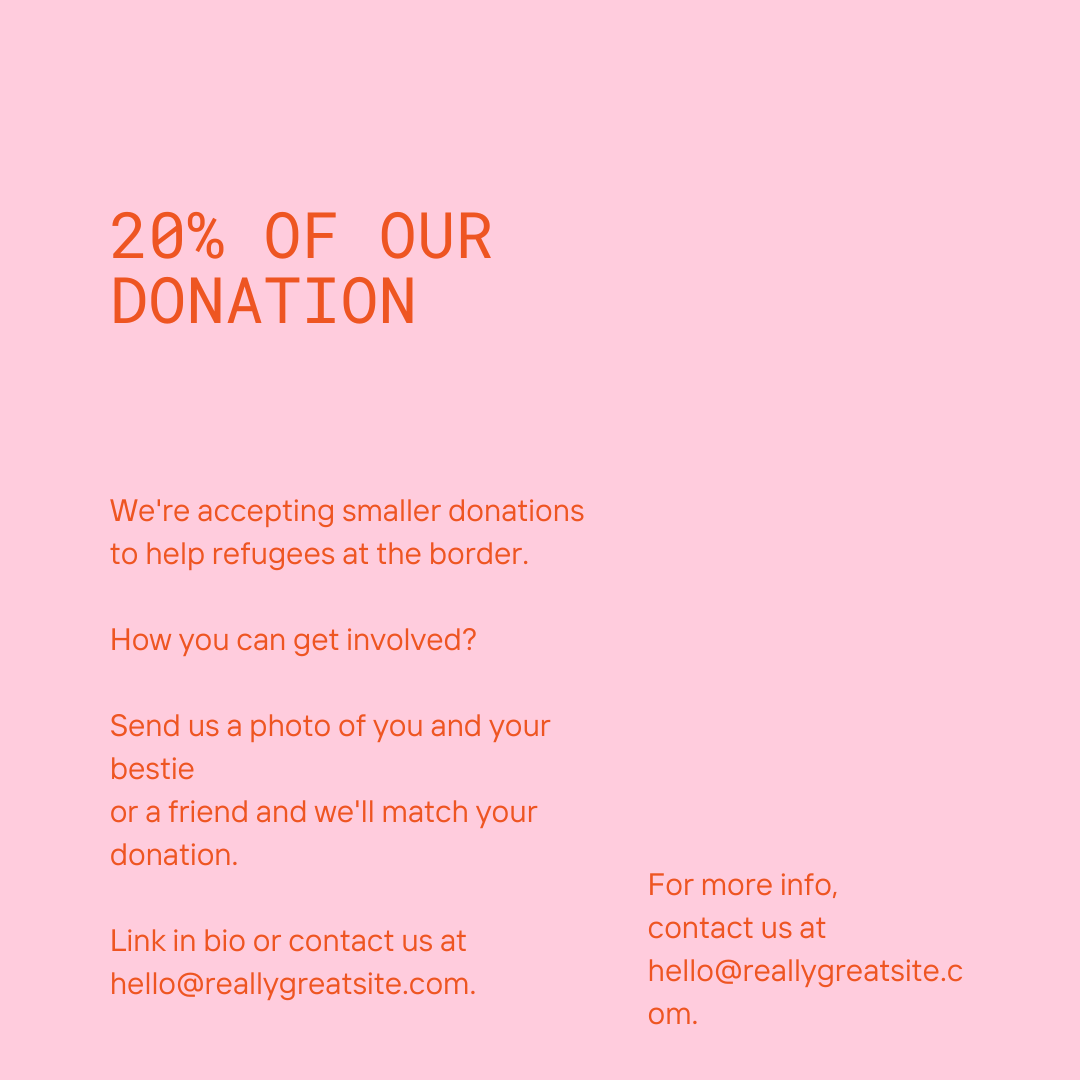 20% OF OUR
DONATION
We're accepting smaller donations
to help refugees at the border.
How you can get involved?
Send us a photo of you and your
bestie
or a friend and we'll match your
donation.
Link in bio or contact us at
hello@reallygreatsite.com.
For more info,
contact us at
hello@reallygreatsite.c
om.